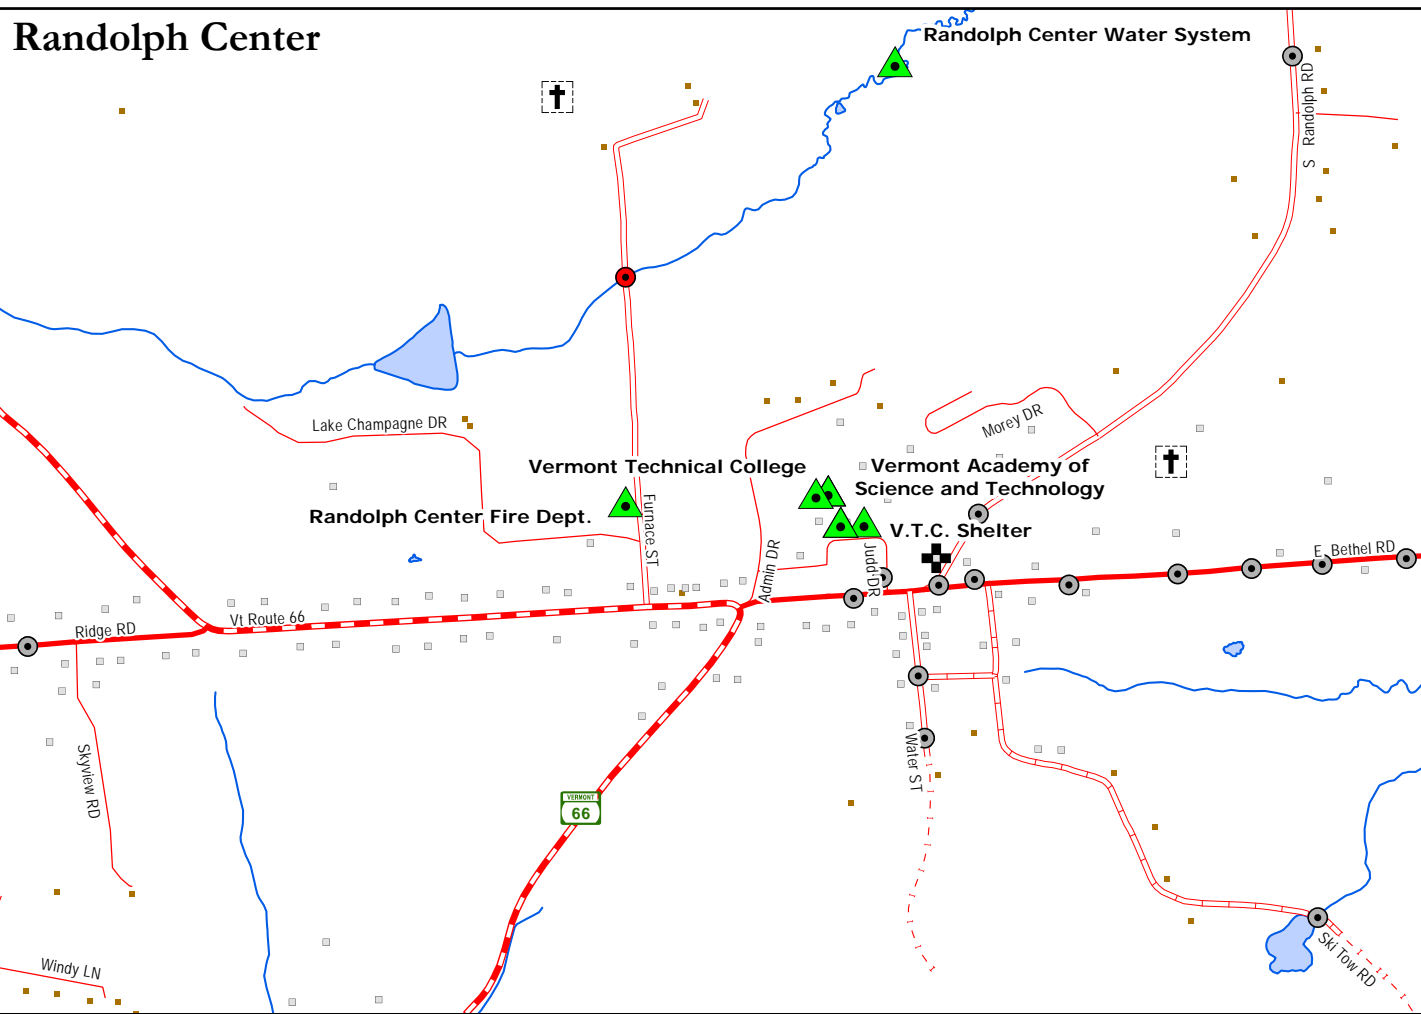 Randolph Center
Randolph Center Water System
S Randolph RD
Lake Champagne DR
Morey DR
Vermont Technical College
Vermont Academy of
Science and Technology
Randolph Center Fire Dept.
Furnace ST
V.T.C. Shelter
Admin DR
Judd DR
E Bethel RD
Ridge RD
Vt Route 66
Skyview RD
Water ST
VERMONT
66
Windy LN
Ski Tow RD